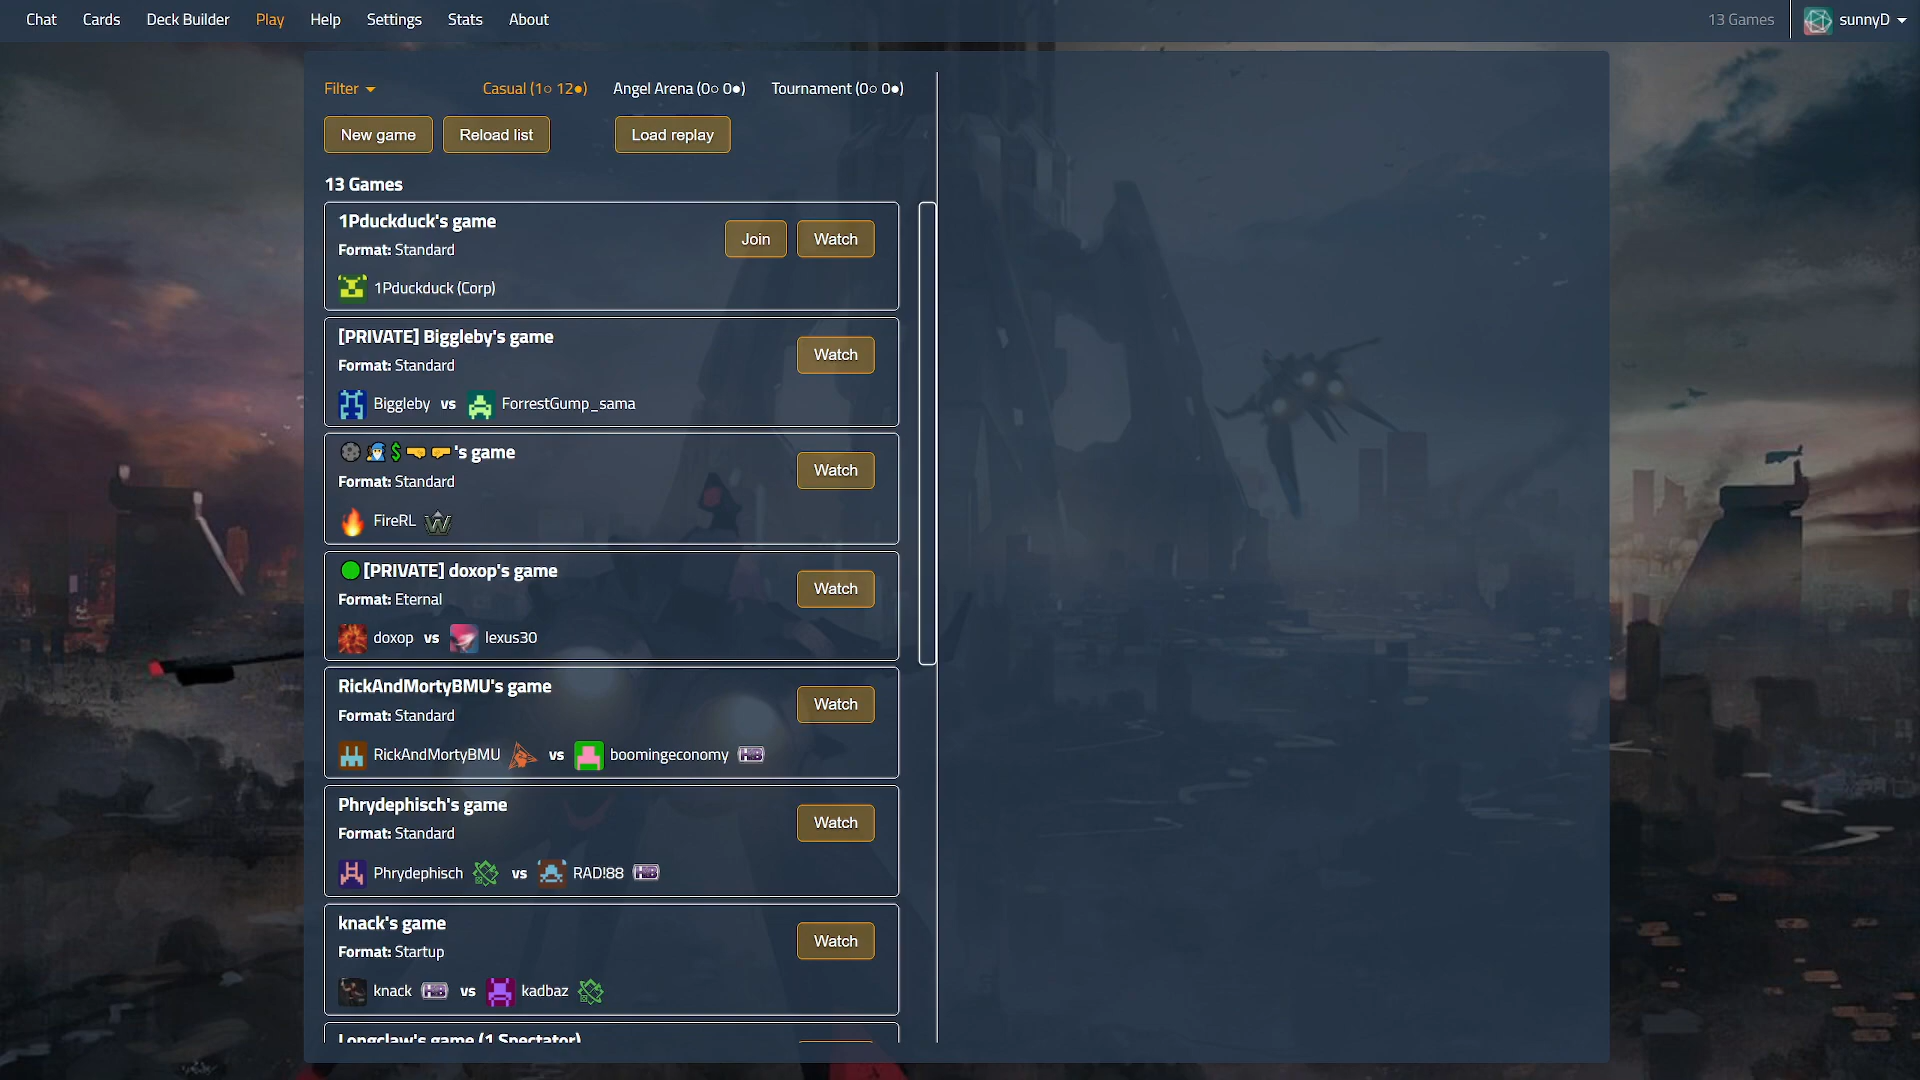 Chat Cards Deck Builder Play Help Settings Stats About 13 Games sunnyD
Filter Casual (1○ 12●) Angel Arena (0○ 0●) Tournament (0○ 0●)
New game Reload list Load replay
13 Games
1Pduckduck's game
Join Watch
Format: Standard
1Pduckduck (Corp)
[PRIVATE] Biggleby's game
Watch
Format: Standard
Biggleby vs ForrestGump_sama
's game
Watch
Format: Standard
FireRL
[PRIVATE] doxop's game
Watch
Format: Eternal
doxop vs lexus30
RickAndMortyBMU's game
Watch
Format: Standard
RickAndMortyBMU vs boomingeconomy HB
Phrydephisch's game
Watch
Format: Standard
Phrydephisch vs RAD!88 HB
knack's game
Watch
Format: Startup
knack HB vs kadbaz
Longclaw's game (1 Spectator)